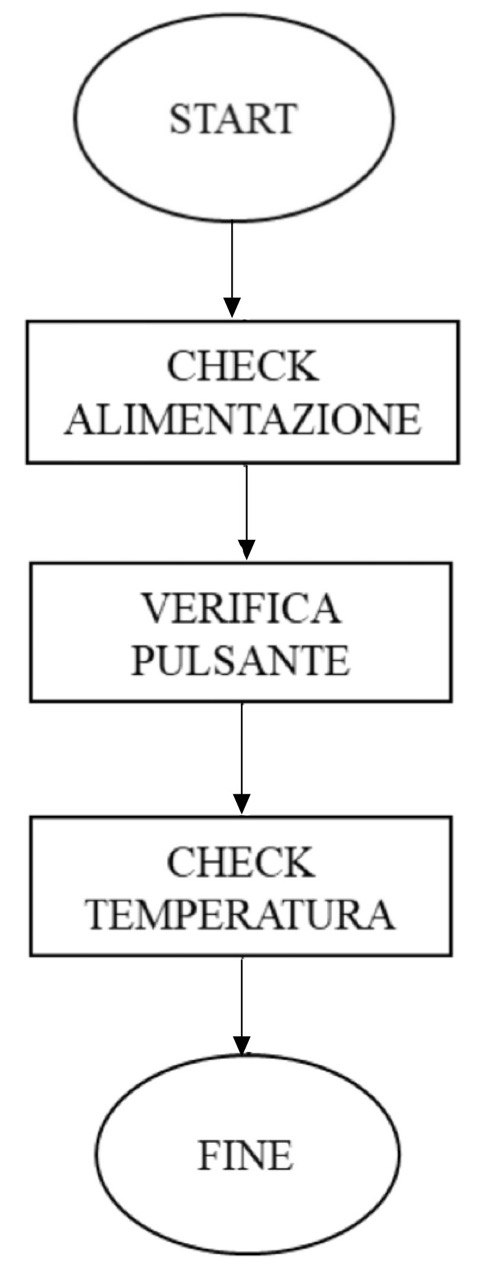 START
CHECK
ALIMENTAZIONE
VERIFICA
PULSANTE
CHECK
TEMPERATURA
FINE